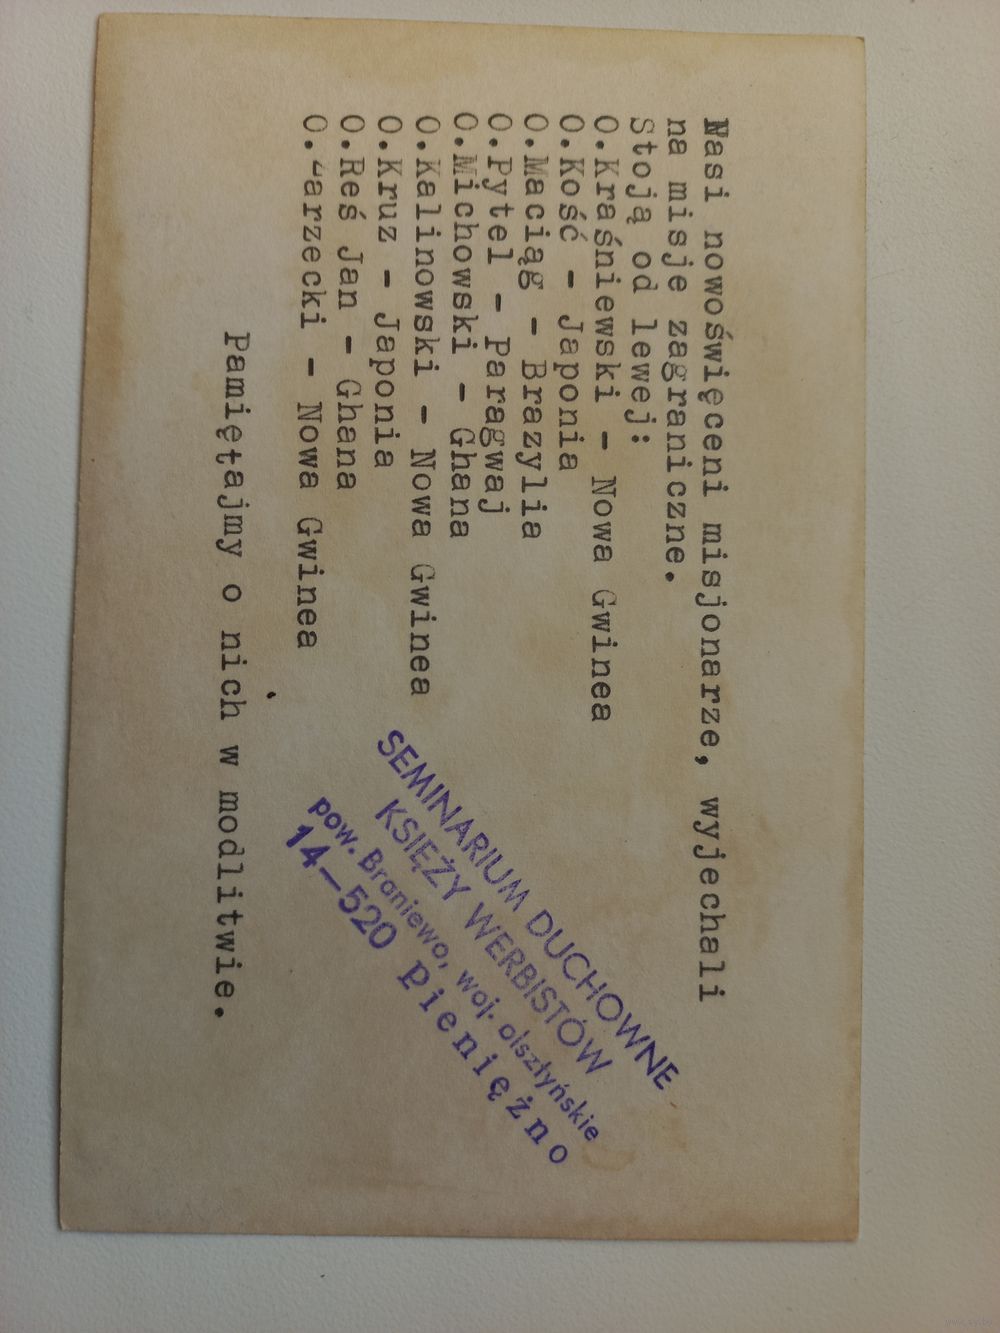 Nasi nowoświęceni misjonarze, wyjechali
na misje zagraniczne.
Stoją od lewej:
O.Kraśniewski - Nowa Gwinea
O.Kość - Japonia
O.Maciąg - Brazylia
O.Pytel - Paragwaj
O.Michowski - Ghana
O.Kalinowski - Nowa Gwinea
O.Kruz - Japonia
O.Reś Jan - Ghana
- Nowa Gwinea
Pamiętajmy o nich w modlitwie.
SEMINARIUM DUCHOWNE
KSIĘŻY WERBISTÓW
pow. Braniewo, woj. olsztyńskie
14-520 Pieniężno